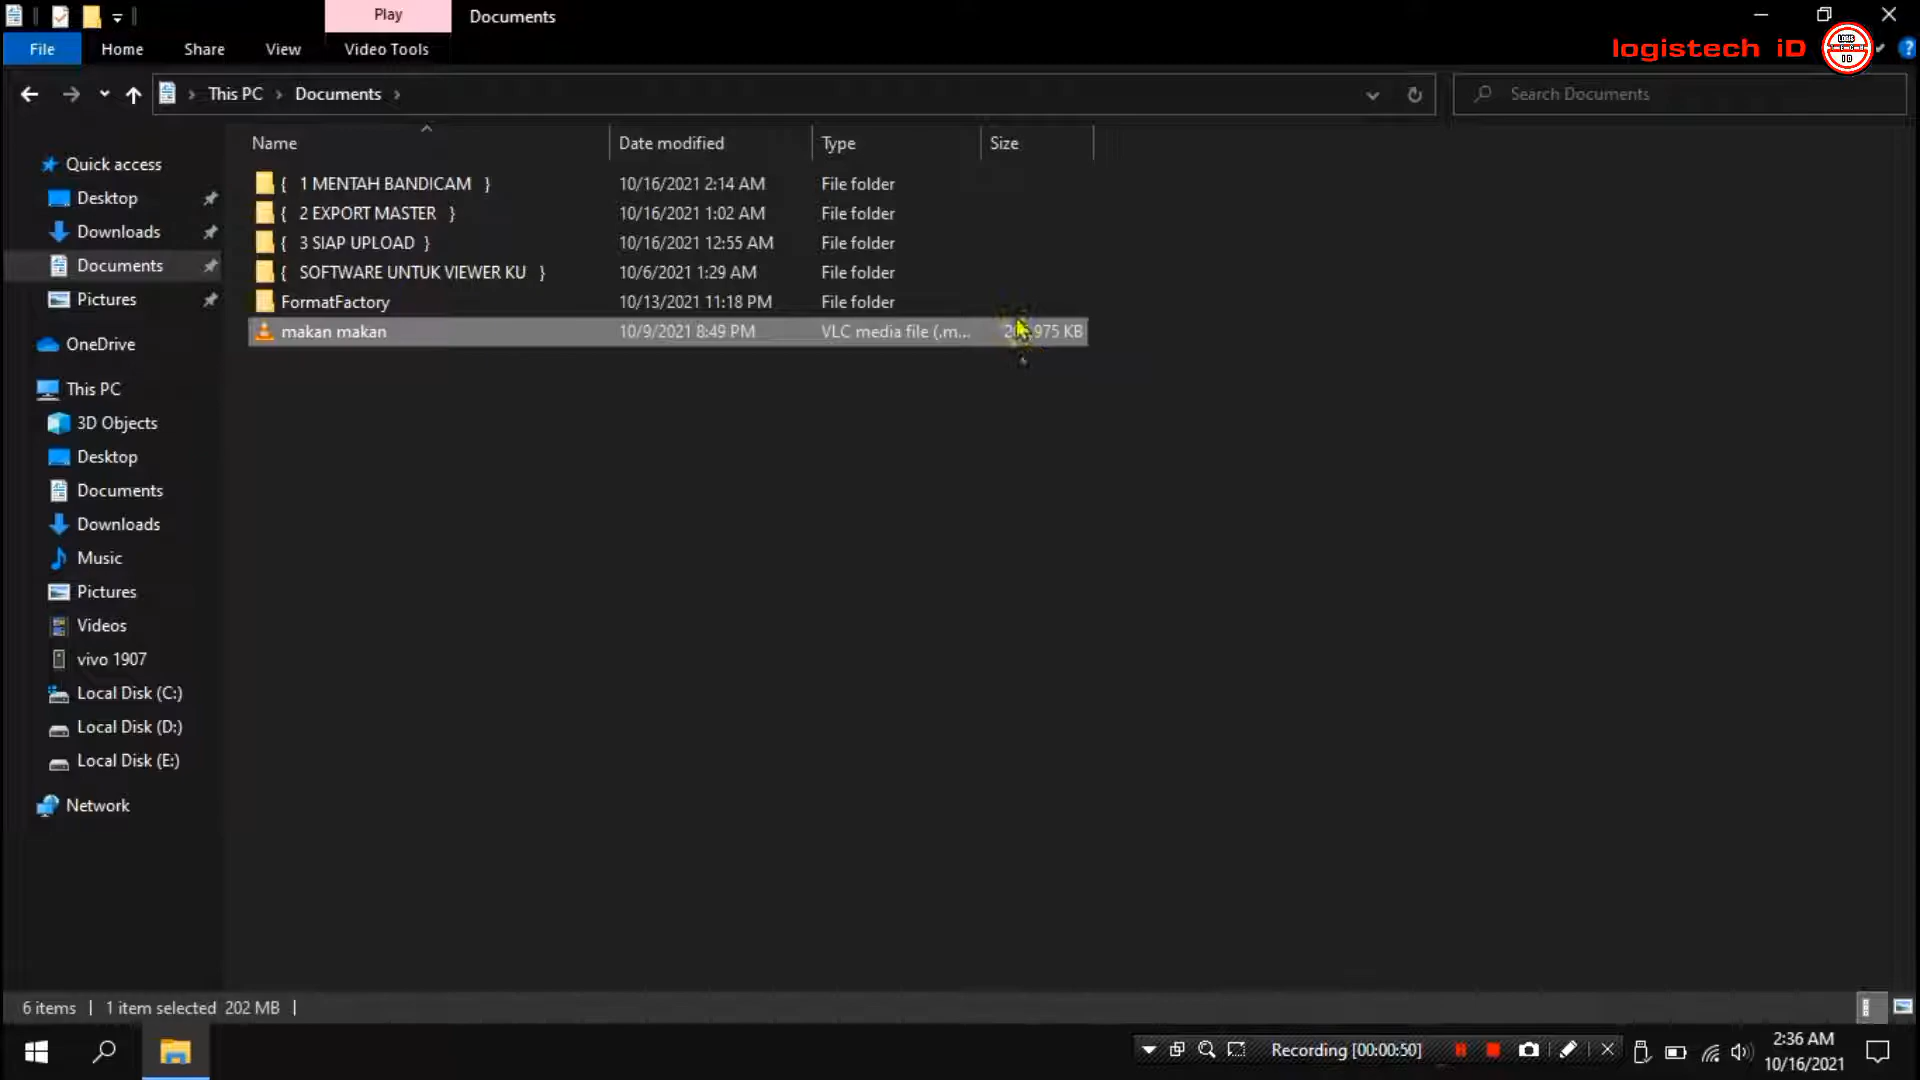 Play
Documents
File
Home
Share
View
Video Tools
logistech iD
This PC
Documents
Search Documents
Name
Date modified
Type
Size
Quick access
Desktop
Downloads
Documents
Pictures
OneDrive
This PC
3D Objects
Desktop
Documents
Downloads
Music
Pictures
Videos
vivo 1907
Local Disk (C:)
Local Disk (D:)
Local Disk (E:)
Network
{ 1 MENTAH BANDICAM } 10/16/2021 2:14 AM File folder
{ 2 EXPORT MASTER } 10/16/2021 1:02 AM File folder
{ 3 SIAP UPLOAD } 10/16/2021 12:55 AM File folder
{ SOFTWARE UNTUK VIEWER KU } 10/6/2021 1:29 AM File folder
FormatFactory 10/13/2021 11:18 PM File folder
makan makan 10/9/2021 8:49 PM VLC media file (.m... KB
6 items
1 item selected 202 MB
Recording [00:00:50]
2:36 AM
10/16/2021